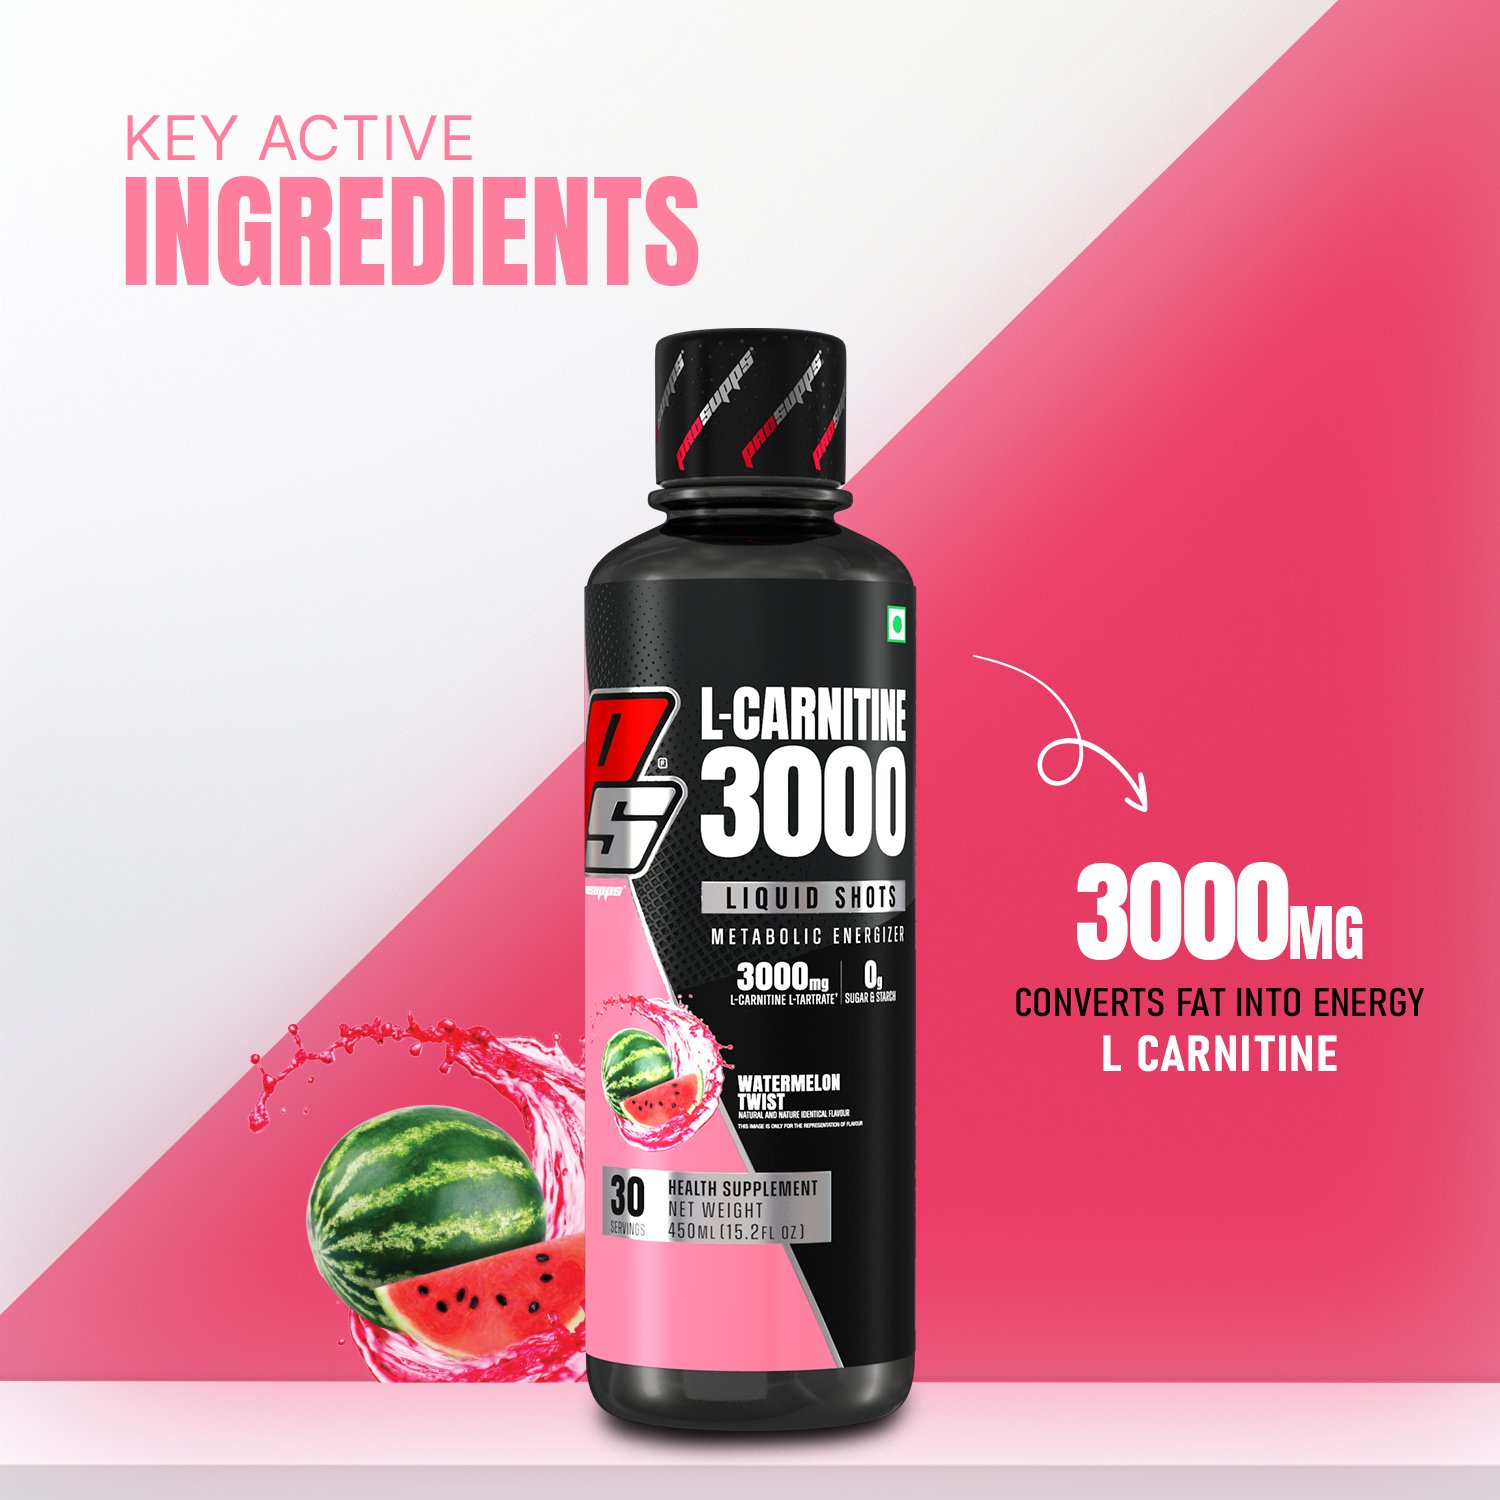 KEY ACTIVE
INGREDIENTS
PROSUPPS®
PROSUPPS®
PS®
L-CARNITINE
3000
LIQUID SHOTS
METABOLIC ENERGIZER
3000mg
L-CARNITINE L-TARTRATE*
0g
SUGAR & STARCH
WATERMELON
TWIST
NATURAL AND NATURE IDENTICAL FLAVOUR
THIS IMAGE IS ONLY FOR THE REPRESENTATION OF FLAVOUR
30
SERVINGS
HEALTH SUPPLEMENT
NET WEIGHT
450ML (15.2FL OZ)
3000MG
CONVERTS FAT INTO ENERGY
L CARNITINE